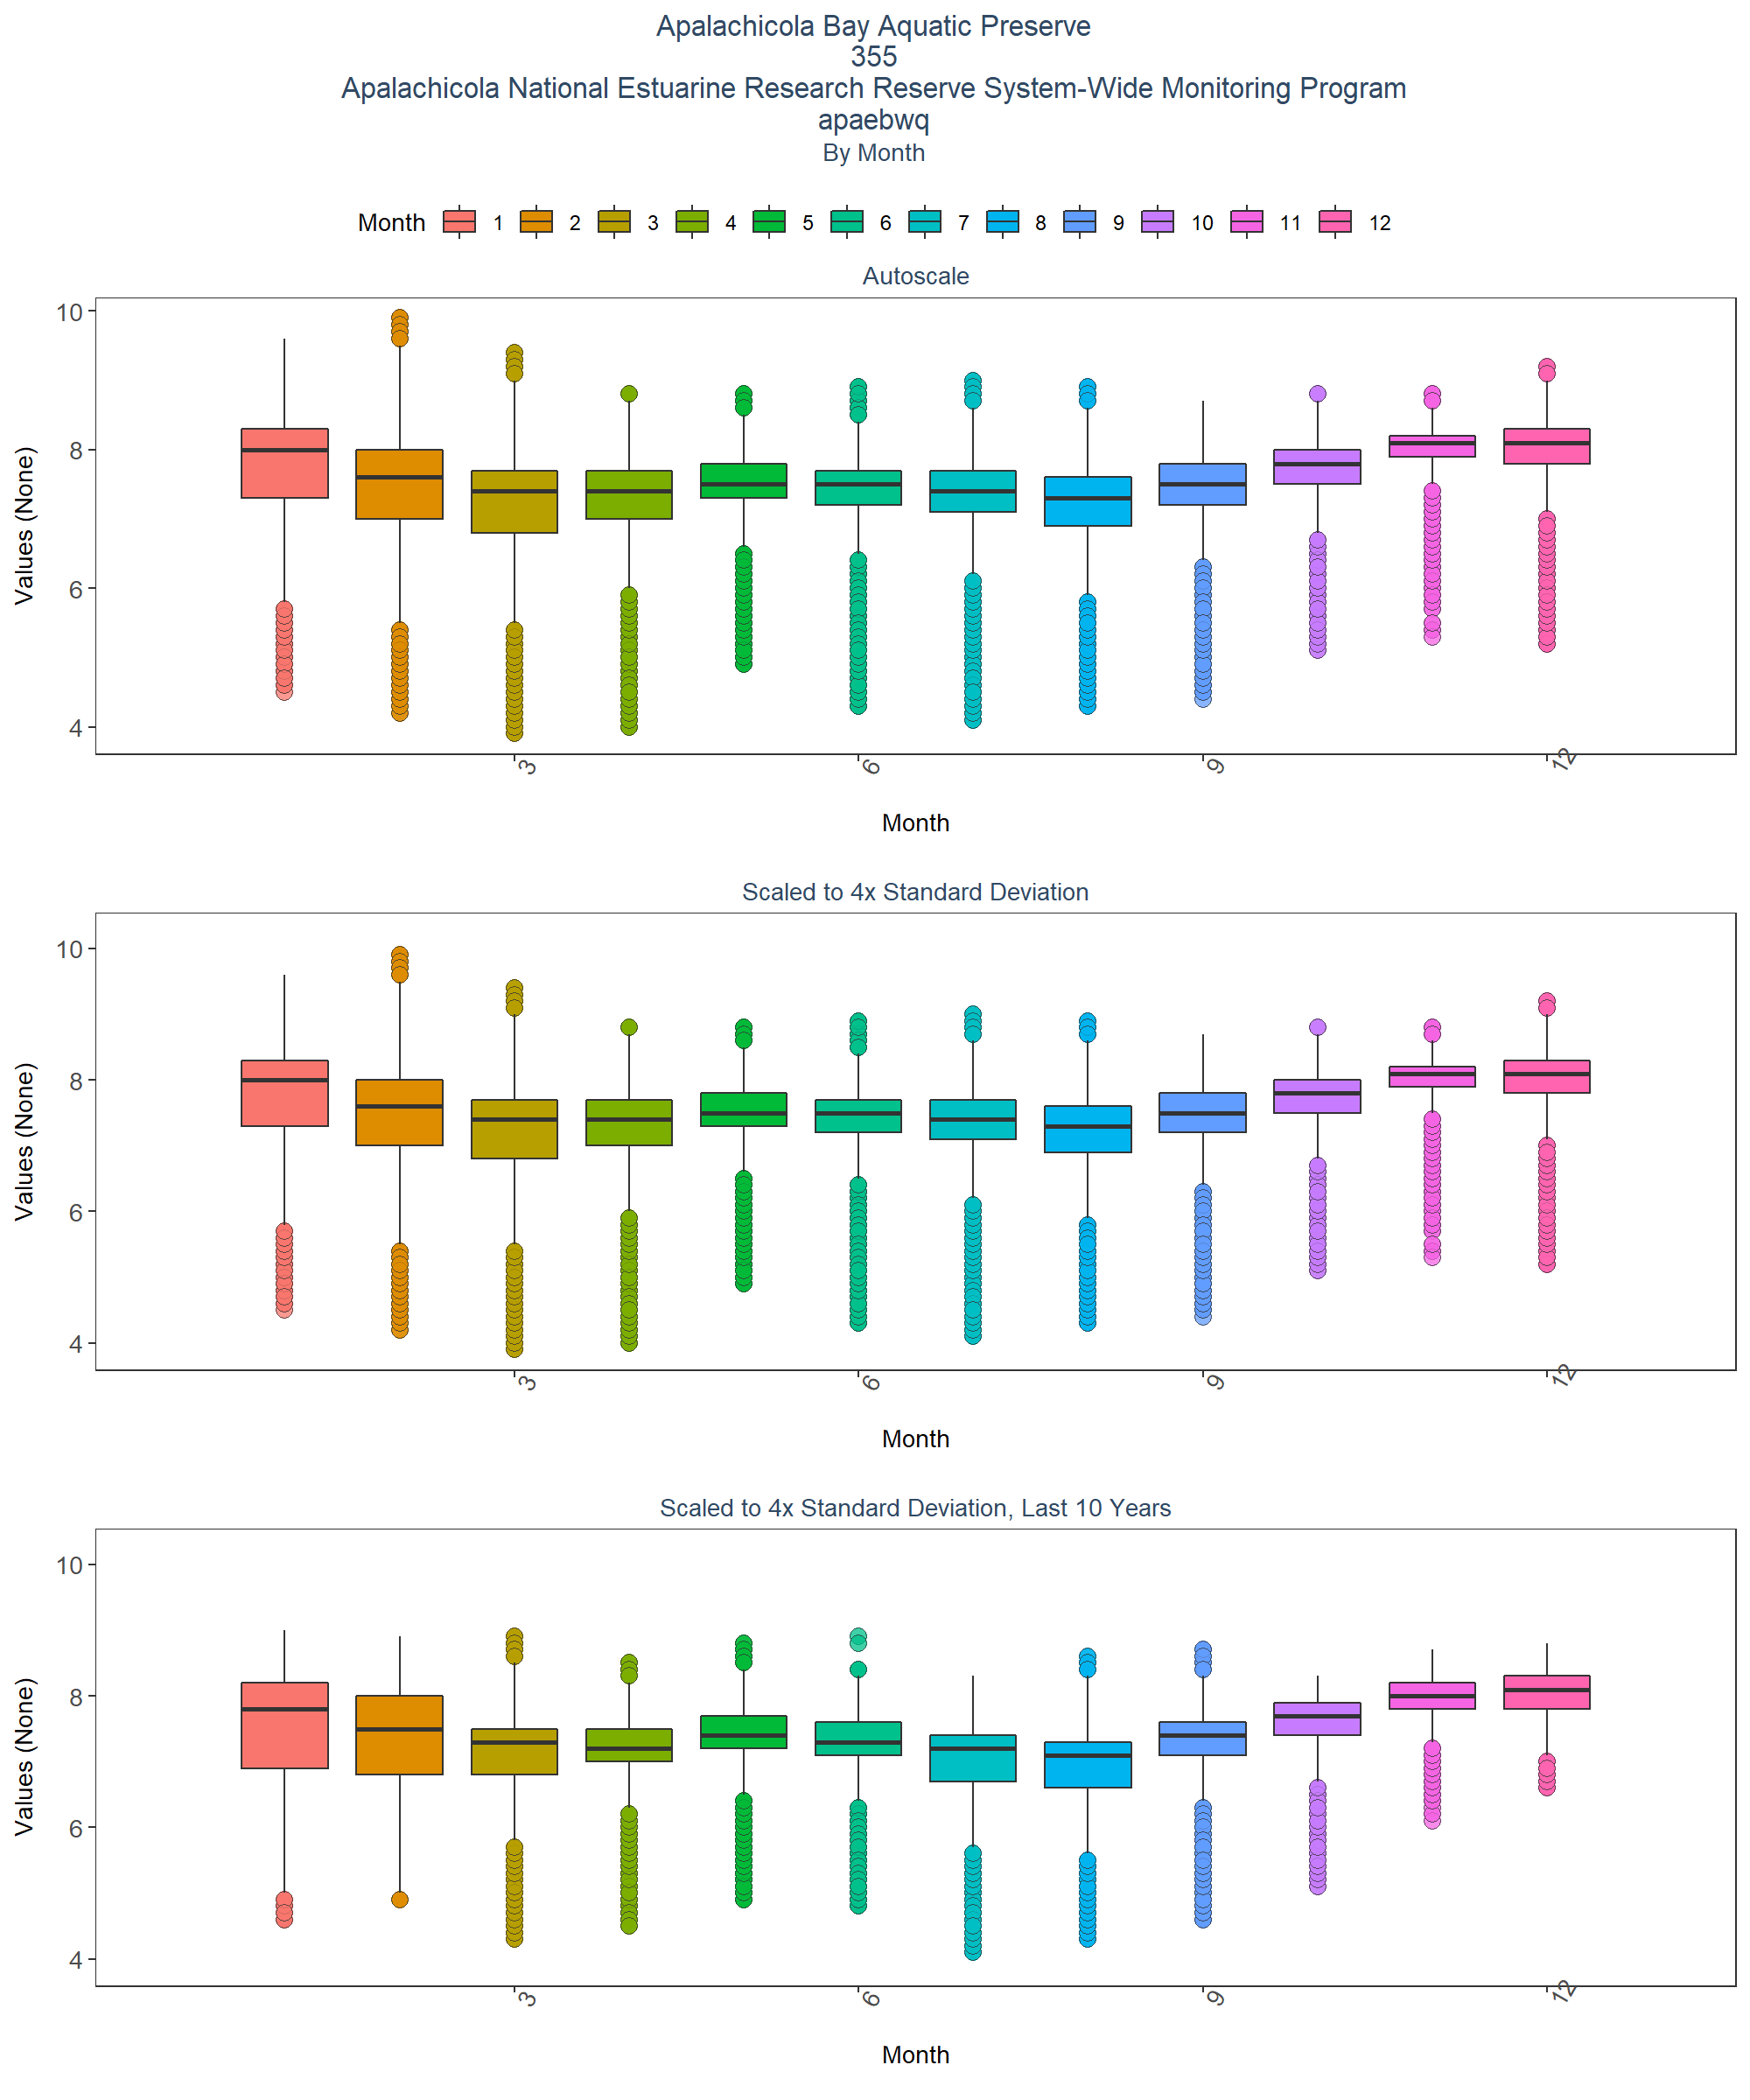 Apalachicola Bay Aquatic Preserve
355
Apalachicola National Estuarine Research Reserve System-Wide Monitoring Program
apaebwq
By Month
Month 1 2 3 4 5 6 7 8 9 10 11 12
Autoscale
10
8
6
4
Values (None)
3 6 9 12
Month
Scaled to 4x Standard Deviation
10
8
6
4
Values (None)
3 6 9 12
Month
Scaled to 4x Standard Deviation, Last 10 Years
10
8
6
4
Values (None)
3 6 9 12
Month